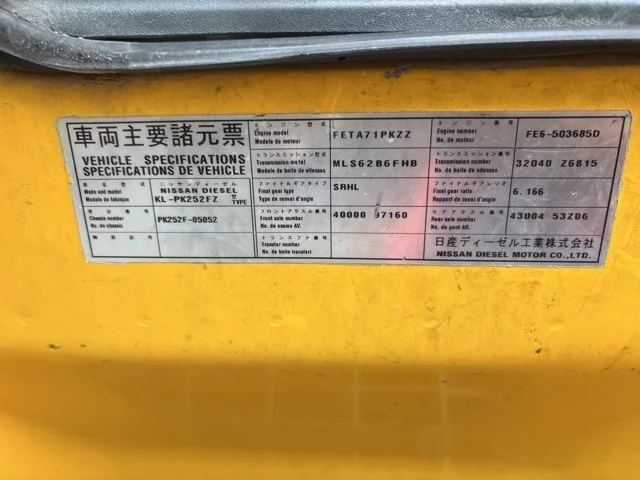 車両主要諸元票
VEHICLE SPECIFICATIONS
SPECIFICATIONS DE VEHICLE
Make and model
Modele de fabrique
ニッサンディーゼル
NISSAN DIESEL
KL-PK252FZ
TYPE
車台番号
Chassis number
No. de chassis
PK252F-05052
エンジン型式
Engine model
Modele de moteur
FETA71PKZZ
エンジン番号
Engine number
No. de moteur
FE6-503685D
トランスミッション型式
Transmission model
Modele de boite de vitesses
MLS62B6FHB
トランスミッション番号
Transmission number
No. de boite de vitesses
32040 Z6815
ファイナルギアタイプ
Final gear type
Modele de renvoi d'angle
SRHL
ファイナルギアレシオ
Final gear ratio
Rapport de renvoi d'angle
6.166
フロントアクスル番号
Front axle number
No. de essieu AV.
40000 97160
リアアクスル番号
Rear axle number
No. de pont AR.
43004 53Z06
トランスファ番号
Transfer number
No. de boite transfert
日産ディーゼル工業株式会社
NISSAN DIESEL MOTOR CO.,LTD.